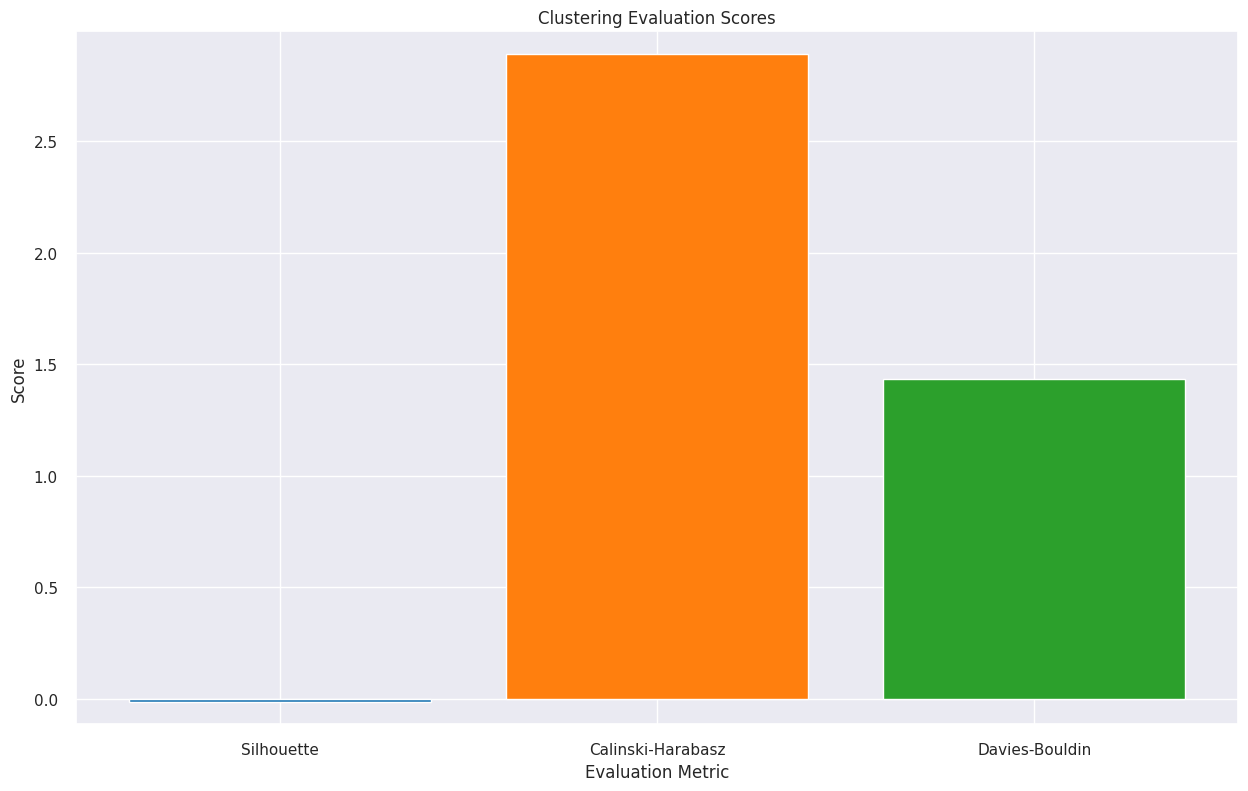 Clustering Evaluation Scores
2.5
2.0
1.5
1.0
0.5
0.0
Score
Silhouette
Calinski-Harabasz
Davies-Bouldin
Evaluation Metric